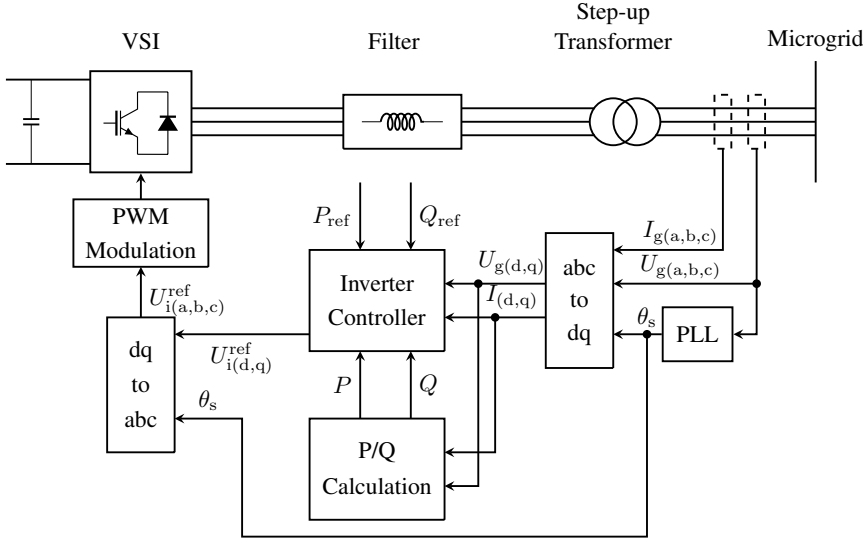 Step-up
VSI
Filter
Transformer
Microgrid
PWM
Modulation
P_ref
Q_ref
I_g(a,b,c)
U_g(d,q)
U_g(a,b,c)
abc
to
dq
Inverter
Controller
I_(d,q)
U^ref_i(a,b,c)
θ_s
PLL
dq
to
abc
U^ref_i(d,q)
P
Q
θ_s
P/Q
Calculation